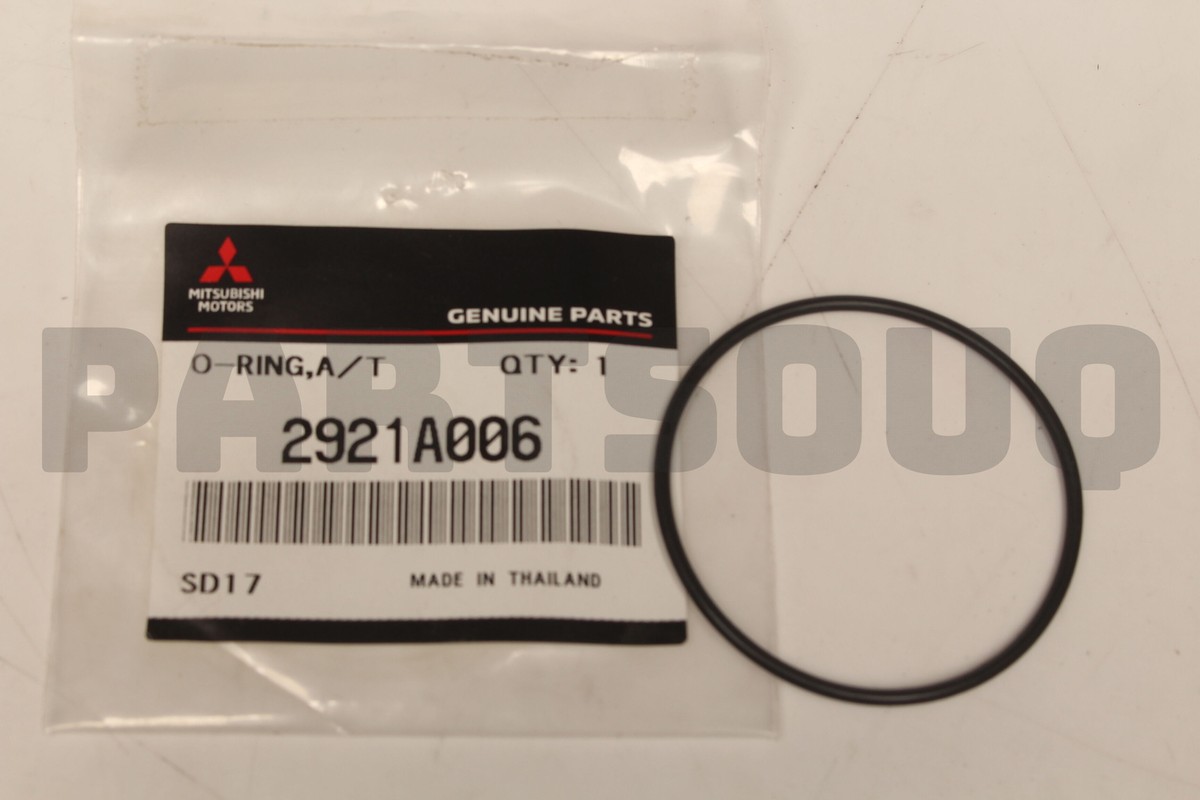 MITSUBISHI
MOTORS
GENUINE PARTS
O-RING,A/T QTY: 1
2921A006
SD17 MADE IN THAILAND
PARTSOUQ